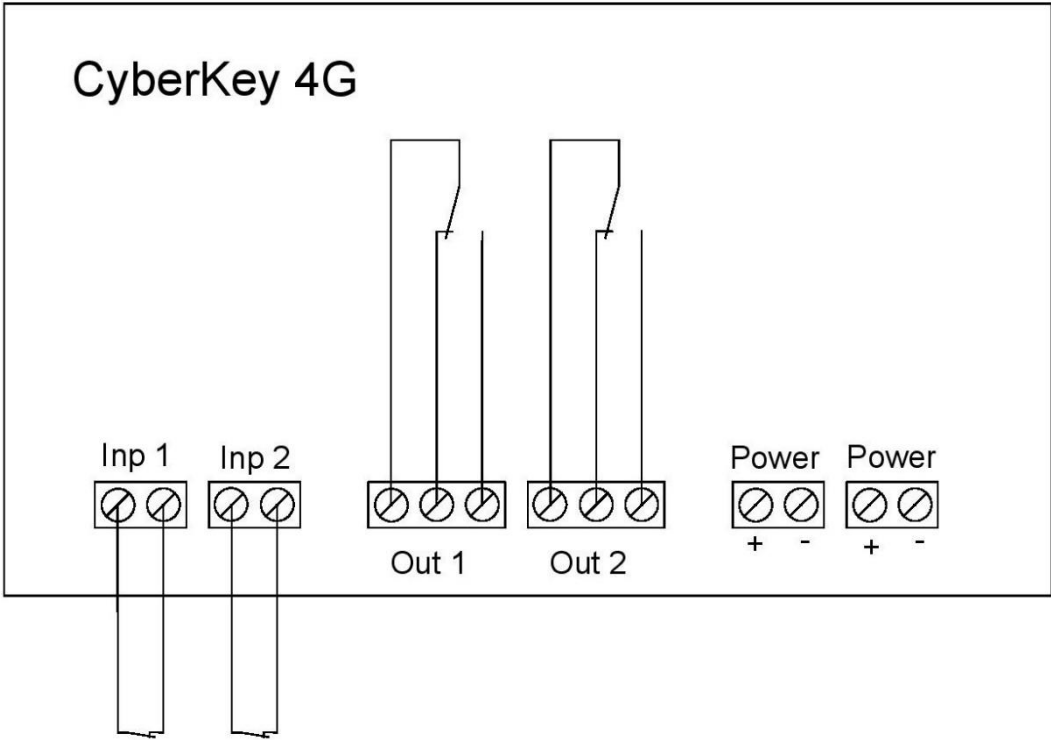 CyberKey 4G
Inp 1
Inp 2
Power
Power
+ -
+ -
Out 1
Out 2